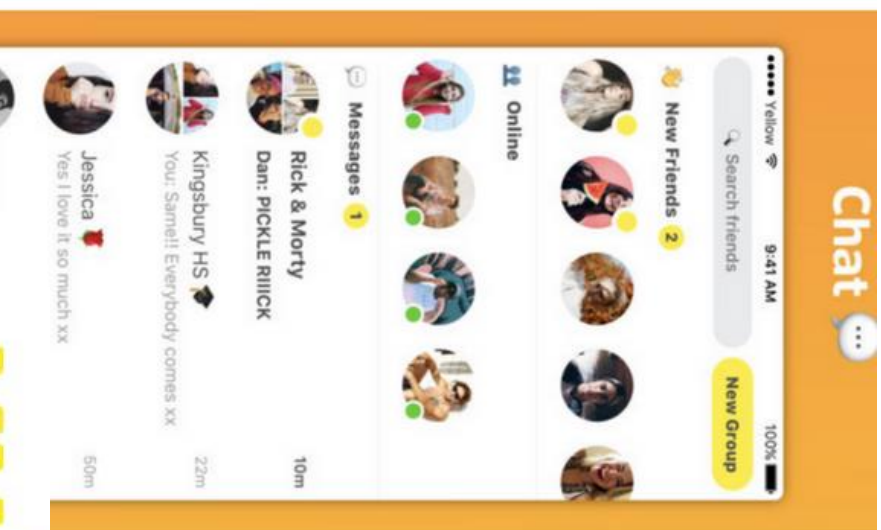 Chat 💬
Yellow 9:41 AM 100%
Search friends New Group
New Friends 2
Online
Messages 1
Rick & Morty 10m
Dan: PICKLE RIIICK
Kingsbury HS 🎓 22m
You: Same!! Everybody comes xx
Jessica 🌹 50m
Yes I love it so much xx